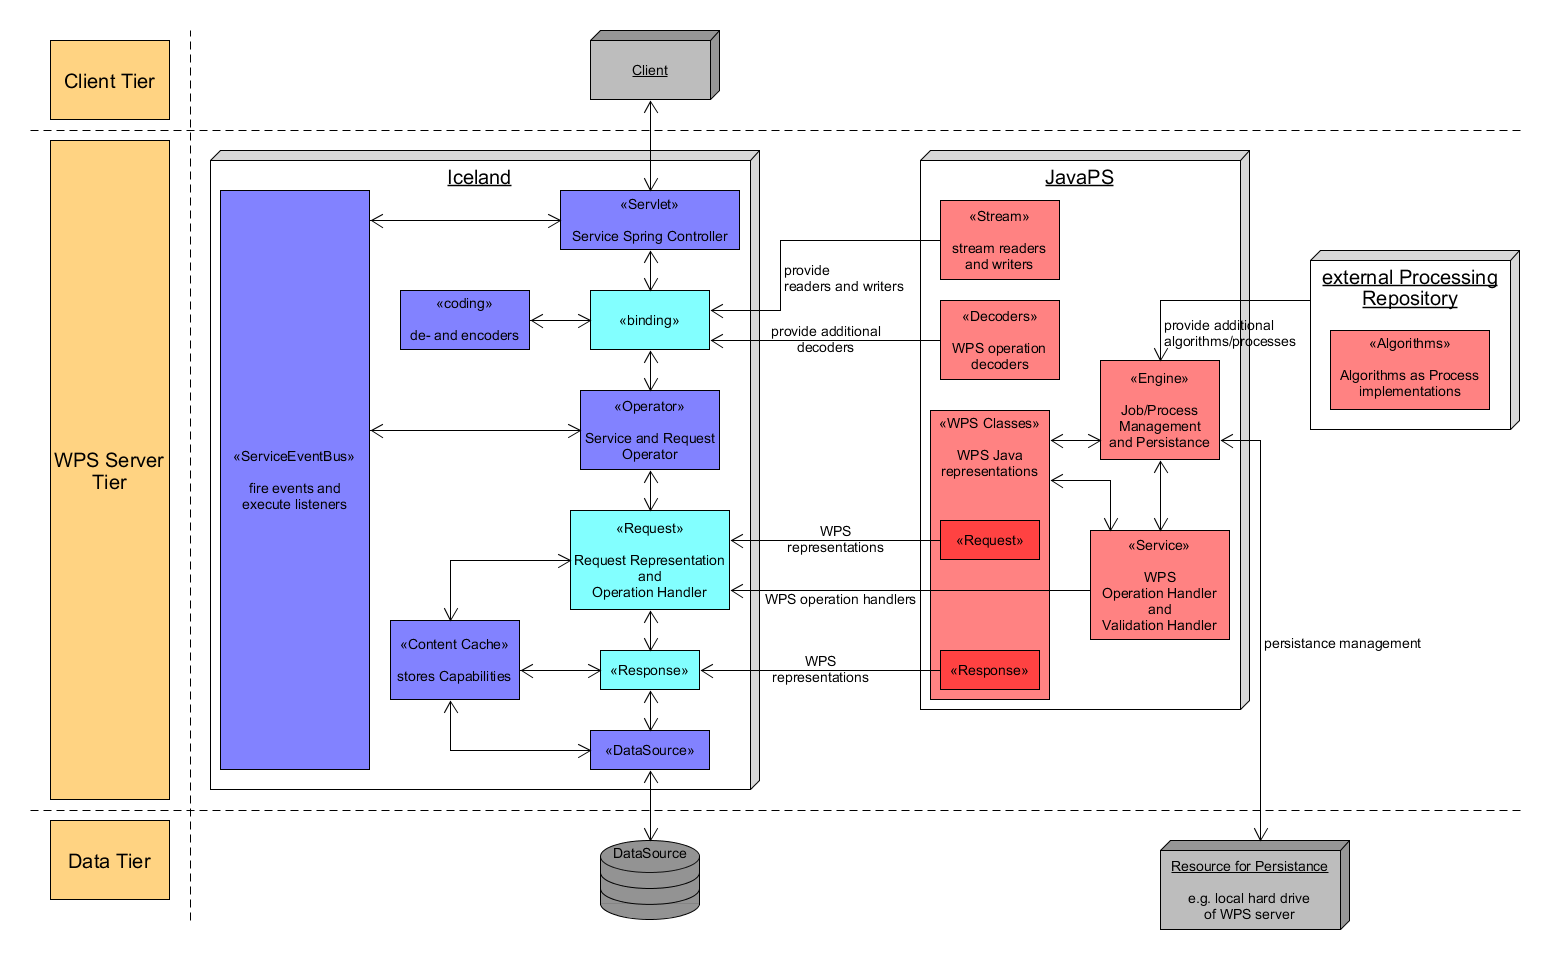 Client Tier
Client
WPS Server
Tier
Iceland
«Servlet»
Service Spring Controller
«ServiceEventBus»
fire events and
execute listeners
«coding»
de- and encoders
«binding»
«Operator»
Service and Request
Operator
«Request»
Request Representation
and
Operation Handler
«Content Cache»
stores Capabilities
«Response»
«DataSource»
provide
readers and writers
provide additional
decoders
WPS
representations
WPS operation handlers
WPS
representations
JavaPS
«Stream»
stream readers
and writers
«Decoders»
WPS operation
decoders
«WPS Classes»
WPS Java
representations
«Request»
«Response»
«Engine»
Job/Process
Management
and Persistance
«Service»
WPS
Operation Handler
and
Validation Handler
provide additional
algorithms/processes
external Processing
Repository
«Algorithms»
Algorithms as Process
implementations
persistance management
Data Tier
DataSource
Resource for Persistance
e.g. local hard drive
of WPS server